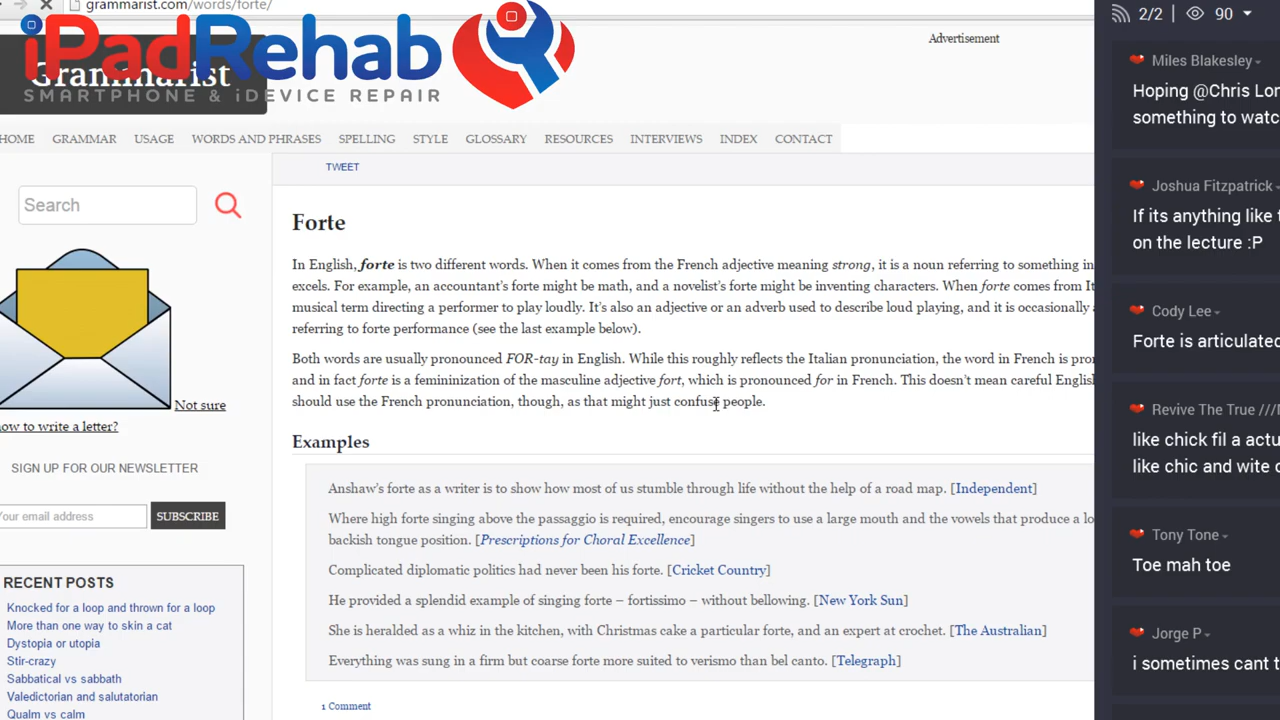 grammarist.com/words/forte/
iPadRehab
SMARTPHONE & iDEVICE REPAIR
Grammarist
Advertisement
HOME GRAMMAR USAGE WORDS AND PHRASES SPELLING STYLE GLOSSARY RESOURCES INTERVIEWS INDEX CONTACT
TWEET
Search
Not sure
how to write a letter?
SIGN UP FOR OUR NEWSLETTER
Your email address SUBSCRIBE
RECENT POSTS
Knocked for a loop and thrown for a loop
More than one way to skin a cat
Dystopia or utopia
Stir-crazy
Sabbatical vs sabbath
Valedictorian and salutatorian
Qualm vs calm
Forte
In English, forte is two different words. When it comes from the French adjective meaning strong, it is a noun referring to something in
excels. For example, an accountant's forte might be math, and a novelist's forte might be inventing characters. When forte comes from
musical term directing a performer to play loudly. It's also an adjective or an adverb used to describe loud playing, and it is occasionally
referring to forte performance (see the last example below).
Both words are usually pronounced FOR-tay in English. While this roughly reflects the Italian pronunciation, the word in French is
and in fact forte is a femininization of the masculine adjective fort, which is pronounced for in French. This doesn't mean careful
should use the French pronunciation, though, as that might just confuse people.
Examples
Anshaw's forte as a writer is to show how most of us stumble through life without the help of a road map. [Independent]
Where high forte singing above the passaggio is required, encourage singers to use a large mouth and the vowels that produce a
backish tongue position. [Prescriptions for Choral Excellence]
Complicated diplomatic politics had never been his forte. [Cricket Country]
He provided a splendid example of singing forte – fortissimo – without bellowing. [New York Sun]
She is heralded as a whiz in the kitchen, with Christmas cake a particular forte, and an expert at crochet. [The Australian]
Everything was sung in a firm but coarse forte more suited to verismo than bel canto. [Telegraph]
1 Comment
2/2 | 90
Miles Blakesley
Hoping @Chris
something to watc
Joshua Fitzpatrick
If its anything like
on the lecture :P
Cody Lee
Forte is articulated
Revive The True ///
like chick fil a actu
like chic and wite
Tony Tone
Toe mah toe
Jorge P
i sometimes cant